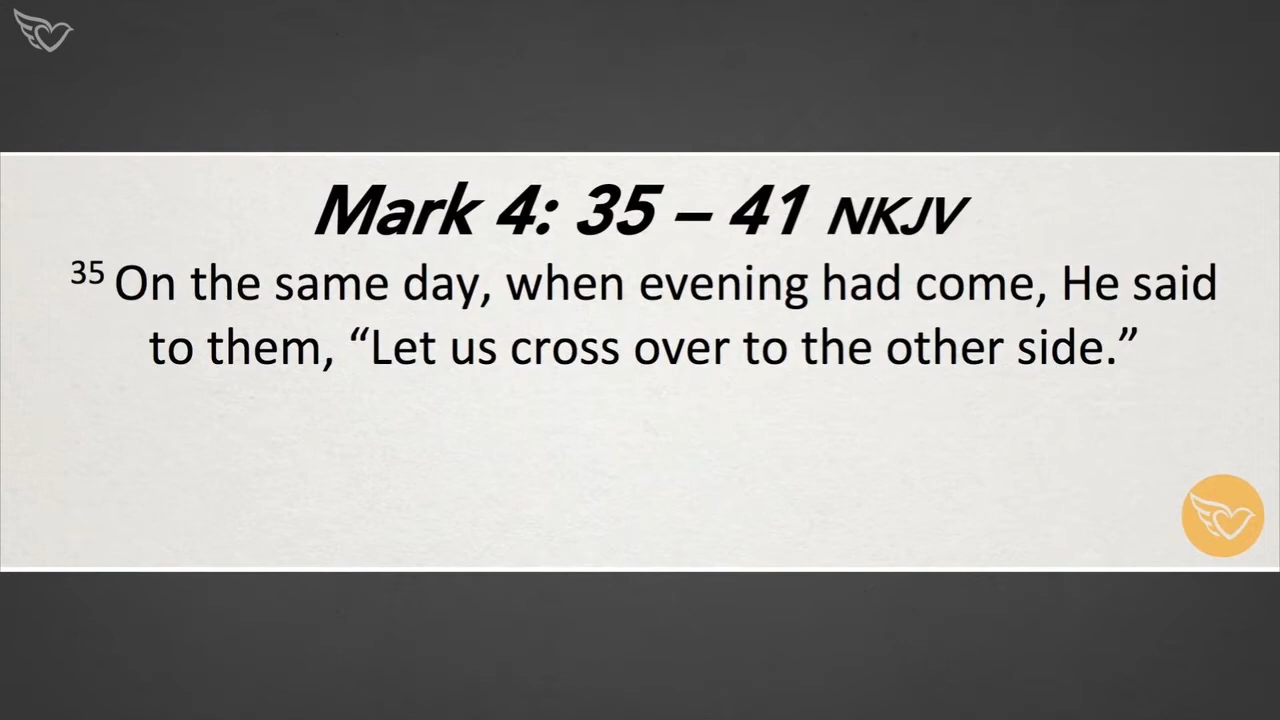 Mark 4: 35 – 41 NKJV
35 On the same day, when evening had come, He said
to them, “Let us cross over to the other side.”